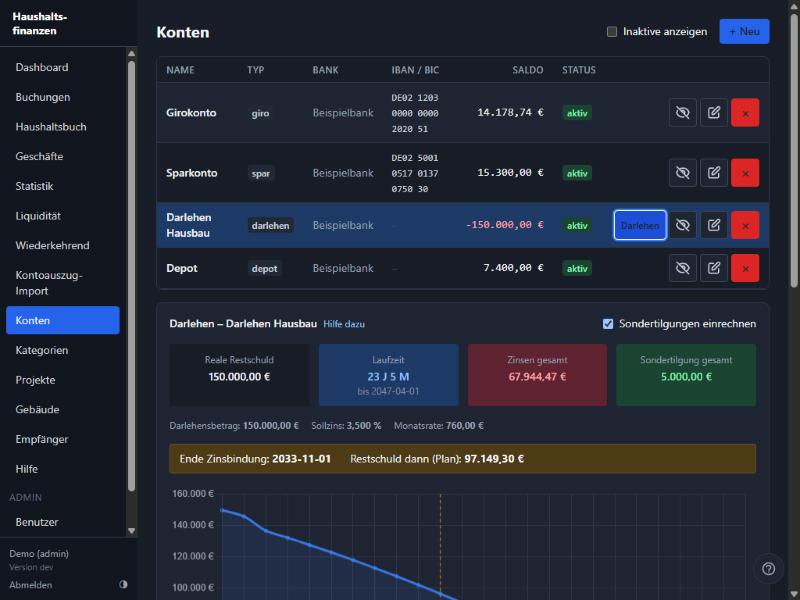 Haushalts-
finanzen
Dashboard
Buchungen
Haushaltsbuch
Geschäfte
Statistik
Liquidität
Wiederkehrend
Kontoauszug-
Import
Konten
Kategorien
Projekte
Gebäude
Empfänger
Hilfe
ADMIN
Benutzer
Demo (admin)
Version dev
Abmelden
Konten
Inaktive anzeigen
+ Neu
NAME TYP BANK IBAN / BIC SALDO STATUS
Girokonto giro Beispielbank DE02 1203 0000 0000 2020 51 14.178,74 € aktiv ×
Sparkonto spar Beispielbank DE02 5001 0517 0137 0750 30 15.300,00 € aktiv ×
Darlehen Hausbau darlehen Beispielbank – -150.000,00 € aktiv Darlehen ×
Depot depot Beispielbank – 7.400,00 € aktiv ×
Darlehen – Darlehen Hausbau Hilfe dazu
Sondertilgungen einrechnen
Reale Restschuld
150.000,00 €
Laufzeit
23 J 5 M
bis 2047-04-01
Zinsen gesamt
67.944,47 €
Sondertilgung gesamt
5.000,00 €
Darlehensbetrag: 150.000,00 € Sollzins: 3,500 % Monatsrate: 760,00 €
Ende Zinsbindung: 2033-11-01 Restschuld dann (Plan): 97.149,30 €
160.000 €
140.000 €
120.000 €
100.000 €